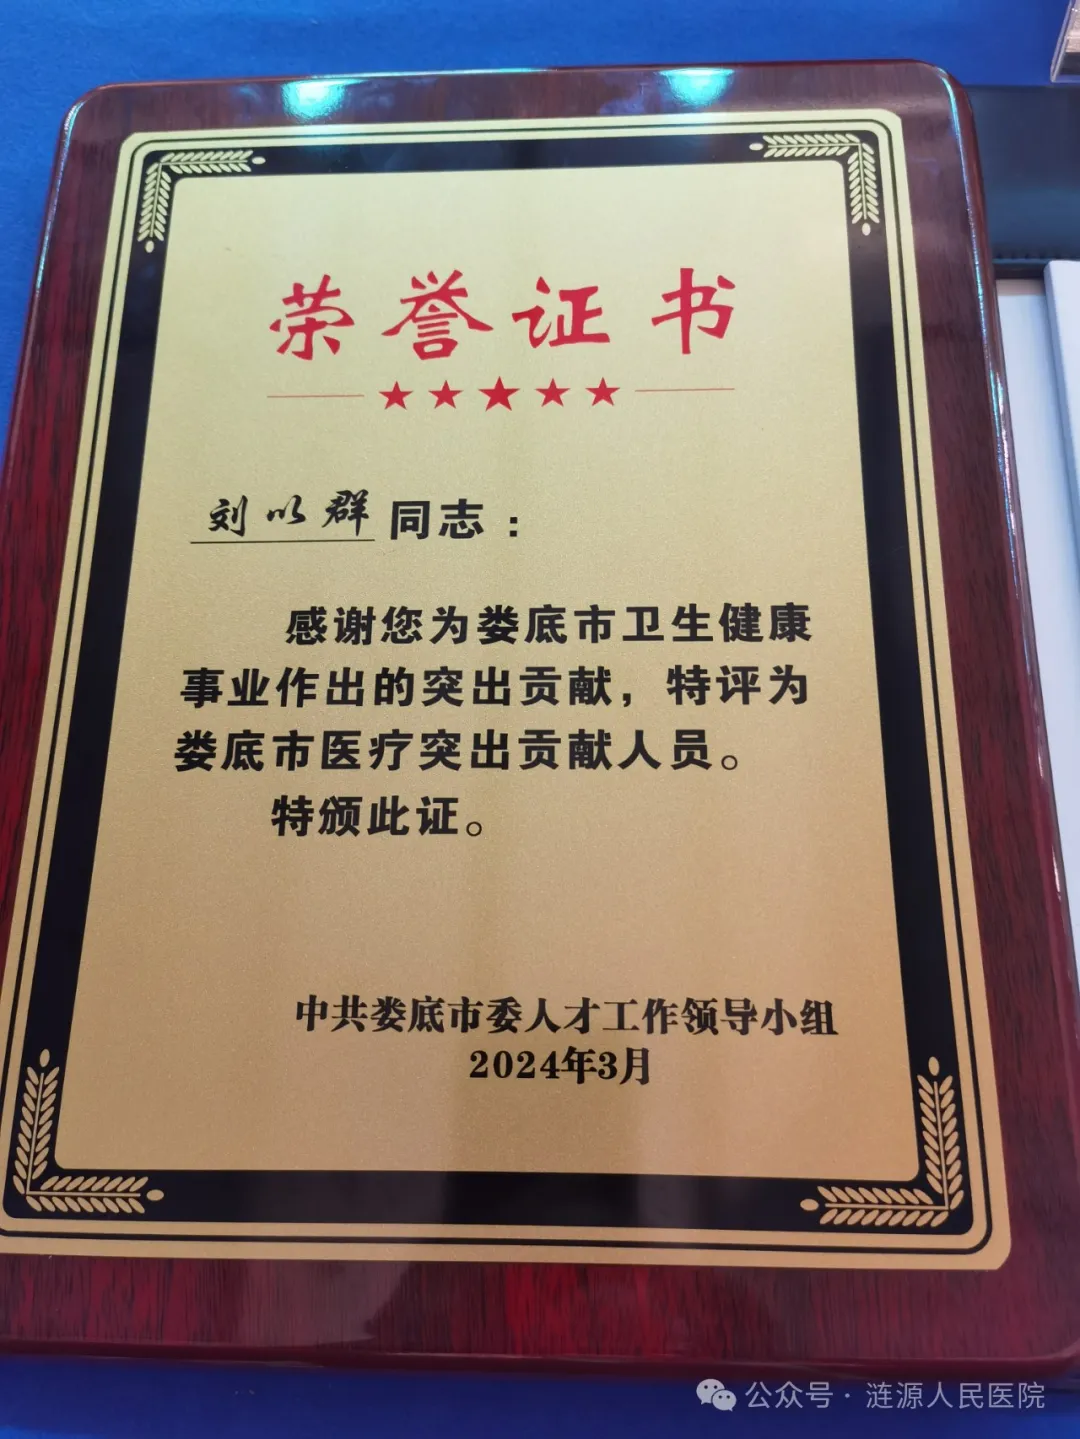 荣誉证书
刘以群同志：
感谢您为娄底市卫生健康
事业作出的突出贡献，特评为
娄底市医疗突出贡献人员。
特颁此证。
中共娄底市委人才工作领导小组
2024年3月
公众号·涟源人民医院